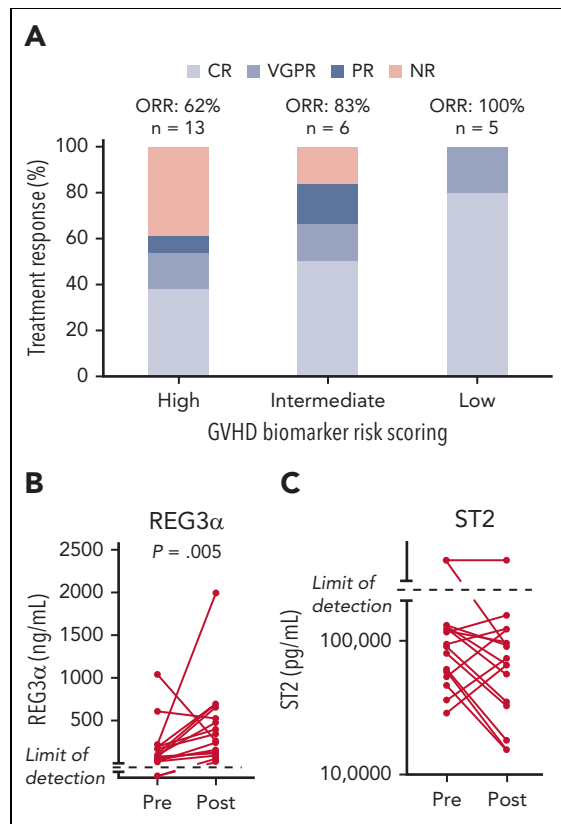 A
CR VGPR PR NR
ORR: 62% ORR: 83% ORR: 100%
n = 13 n = 6 n = 5
Treatment response (%)
100
80
60
40
20
0
High Intermediate Low
GVHD biomarker risk scoring
B
REG3α
P = .005
REG3α (ng/mL)
2500
2000
1500
1000
500
Limit of
detection
Pre Post
C
ST2
Limit of
detection
ST2 (pg/mL)
100,000
10,0000
Pre Post